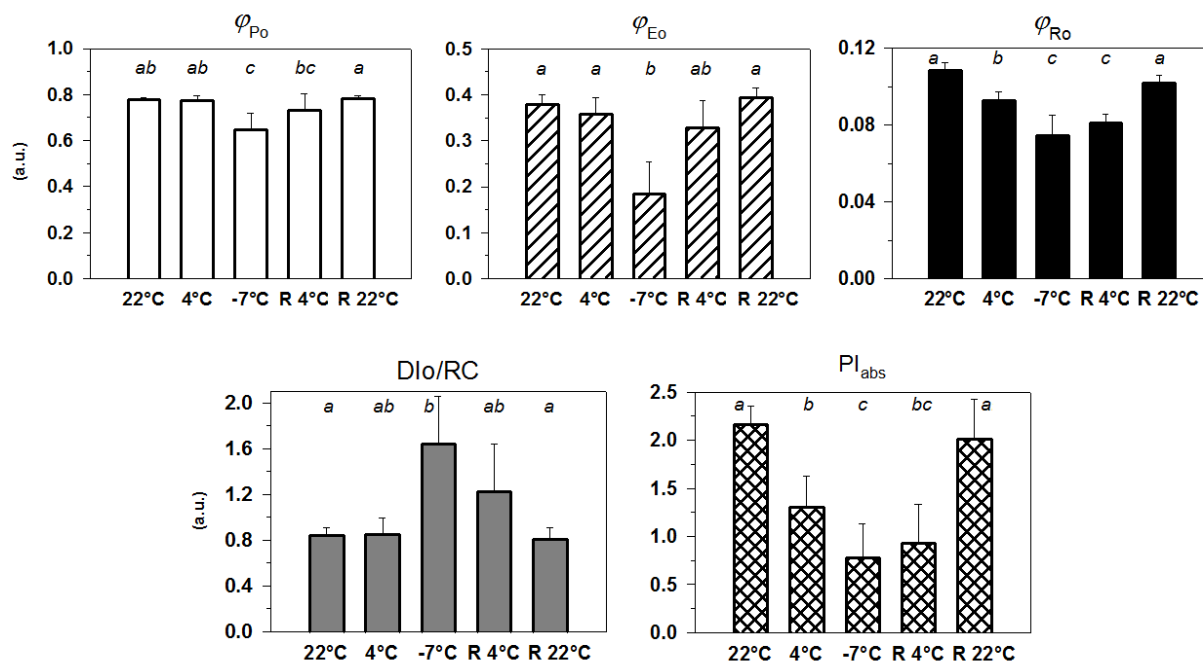 φPo
1.0
0.8
0.6
0.4
0.2
0.0
(a.u.)
ab ab c bc a
22°C 4°C -7°C R 4°C R 22°C
φEo
0.5
0.4
0.3
0.2
0.1
0.0
a a b ab a
22°C 4°C -7°C R 4°C R 22°C
φRo
0.12
0.08
0.04
0.00
a b c c a
22°C 4°C -7°C R 4°C R 22°C
DIo/RC
2.0
1.6
1.2
0.8
0.4
0.0
(a.u.)
a ab b ab a
22°C 4°C -7°C R 4°C R 22°C
PIabs
2.5
2.0
1.5
1.0
0.5
0.0
a b c bc a
22°C 4°C -7°C R 4°C R 22°C